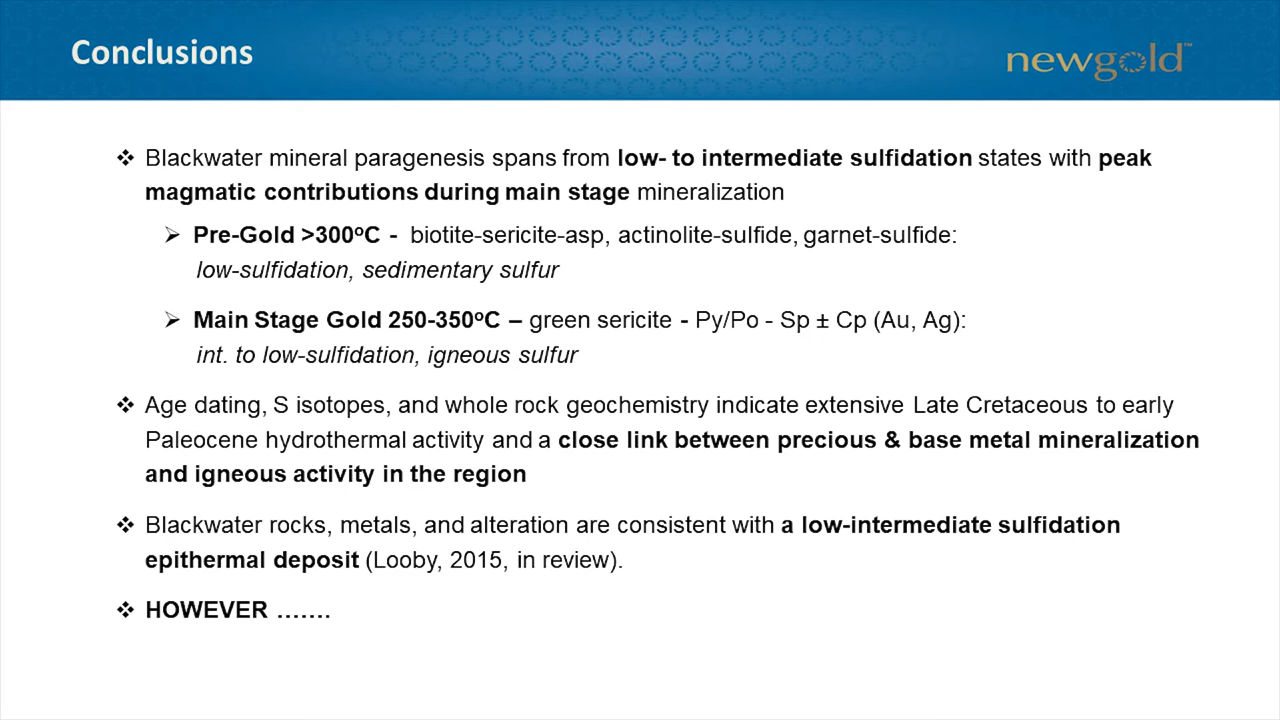 Conclusions
newgold™
❖ Blackwater mineral paragenesis spans from low- to intermediate sulfidation states with peak
magmatic contributions during main stage mineralization
➢ Pre-Gold >300ºC - biotite-sericite-asp, actinolite-sulfide, garnet-sulfide:
low-sulfidation, sedimentary sulfur
➢ Main Stage Gold 250-350ºC – green sericite - Py/Po - Sp ± Cp (Au, Ag):
int. to low-sulfidation, igneous sulfur
❖ Age dating, S isotopes, and whole rock geochemistry indicate extensive Late Cretaceous to early
Paleocene hydrothermal activity and a close link between precious & base metal mineralization
and igneous activity in the region
❖ Blackwater rocks, metals, and alteration are consistent with a low-intermediate sulfidation
epithermal deposit (Looby, 2015, in review).
❖ HOWEVER …….